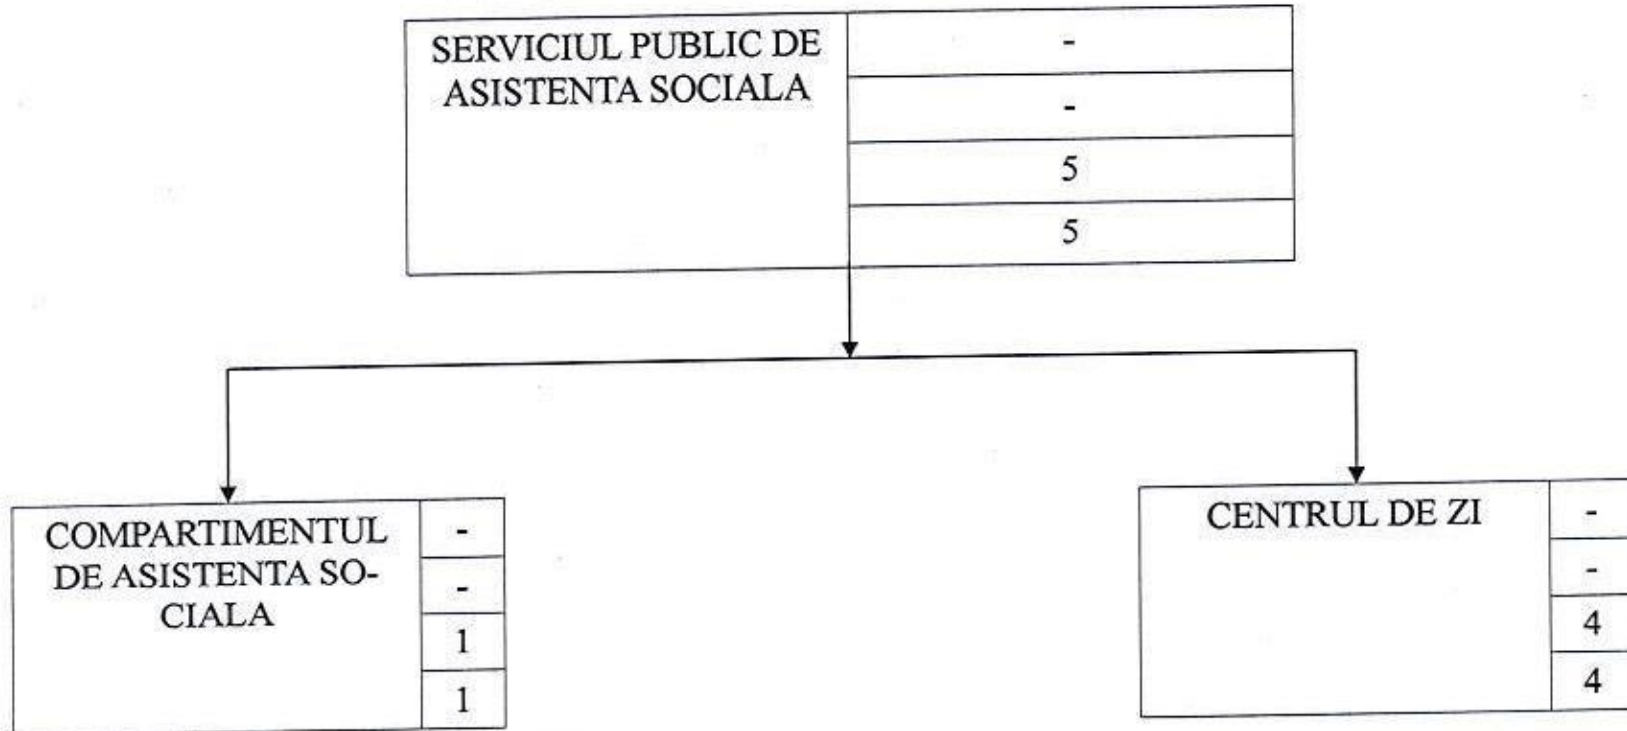 SERVICIUL PUBLIC DE
ASISTENTA SOCIALA
-
-
5
5
COMPARTIMENTUL
DE ASISTENTA SO-
CIALA
-
-
1
1
CENTRUL DE ZI
-
-
4
4